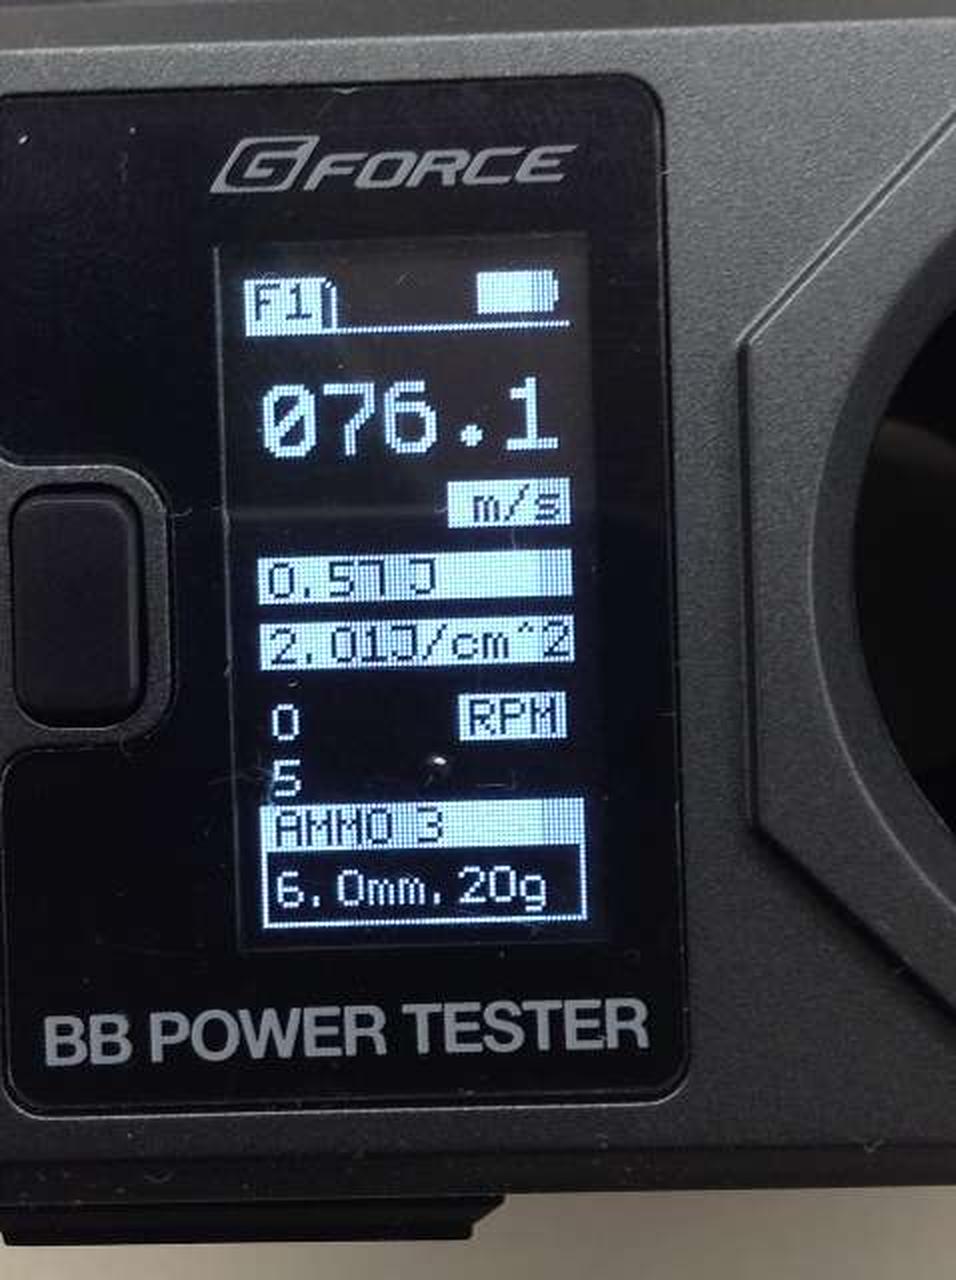 G FORCE
F1
076.1
m/s
0.57J
2.01J/cm^2
0 RPM
5
AMMO 3
6.0mm.20g
BB POWER TESTER